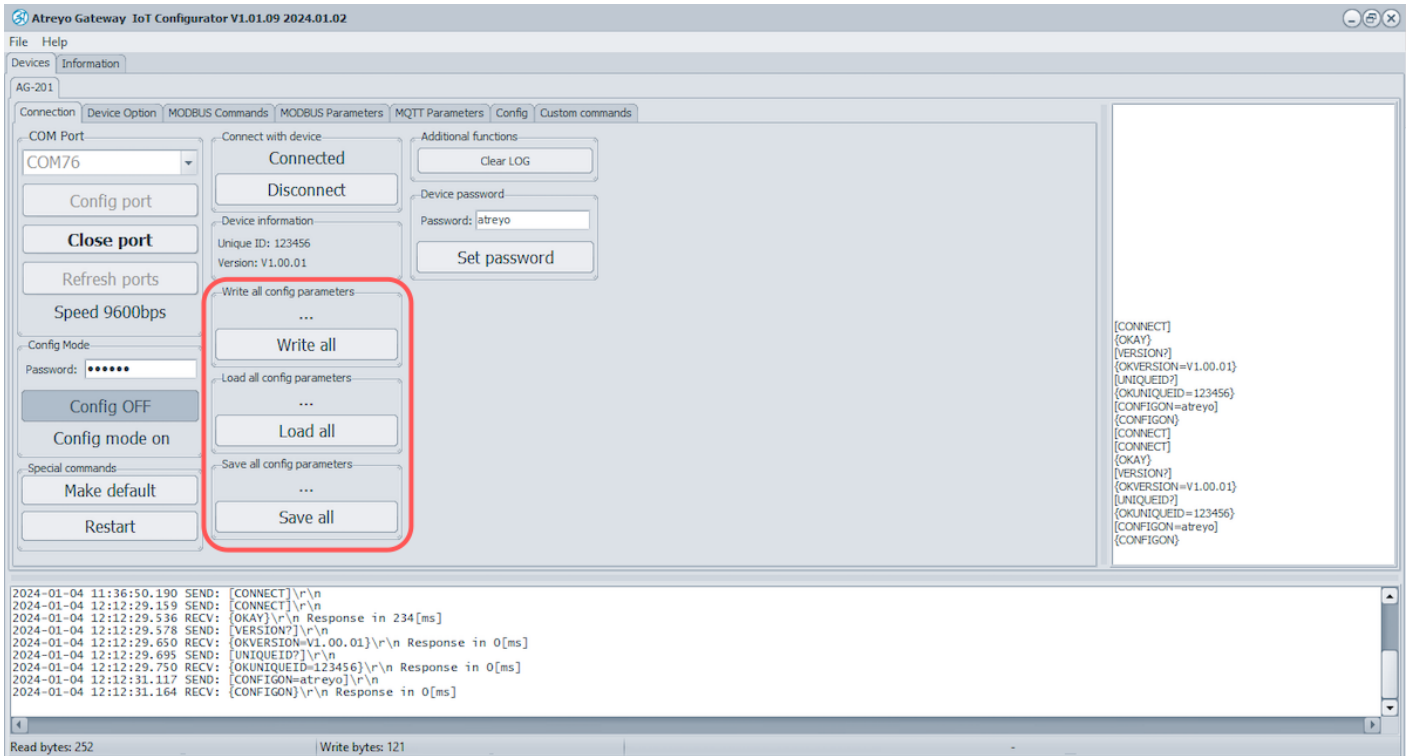 Atreyo Gateway IoT Configurator V1.01.09 2024.01.02
File Help
Devices Information
AG-201
Connection Device Option MODBUS Commands MODBUS Parameters MQTT Parameters Config Custom commands
COM Port
COM76
Config port
Close port
Refresh ports
Speed 9600bps
Config Mode
Password: ••••••
Config OFF
Config mode on
Special commands
Make default
Restart
Connect with device
Connected
Disconnect
Device information
Unique ID: 123456
Version: V1.00.01
Write all config parameters
...
Write all
Load all config parameters
...
Load all
Save all config parameters
...
Save all
Additional functions
Clear LOG
Device password
Password: atreyo
Set password
[CONNECT]
{OKAY}
[VERSION?]
{OKVERSION=V1.00.01}
[UNIQUEID?]
{OKUNIQUEID=123456}
[CONFIGON=atreyo]
{CONFIGON}
[CONNECT]
[CONNECT]
{OKAY}
[VERSION?]
{OKVERSION=V1.00.01}
[UNIQUEID?]
{OKUNIQUEID=123456}
[CONFIGON=atreyo]
{CONFIGON}
2024-01-04 11:36:50.190 SEND: [CONNECT]\r\n
2024-01-04 12:12:29.159 SEND: [CONNECT]\r\n
2024-01-04 12:12:29.536 RECV: {OKAY}\r\n Response in 234[ms]
2024-01-04 12:12:29.578 SEND: [VERSION?]\r\n
2024-01-04 12:12:29.650 RECV: {OKVERSION=V1.00.01}\r\n Response in 0[ms]
2024-01-04 12:12:29.695 SEND: [UNIQUEID?]\r\n
2024-01-04 12:12:29.750 RECV: {OKUNIQUEID=123456}\r\n Response in 0[ms]
2024-01-04 12:12:31.117 SEND: [CONFIGON=atreyo]\r\n
2024-01-04 12:12:31.164 RECV: {CONFIGON}\r\n Response in 0[ms]
Read bytes: 252 Write bytes: 121 -